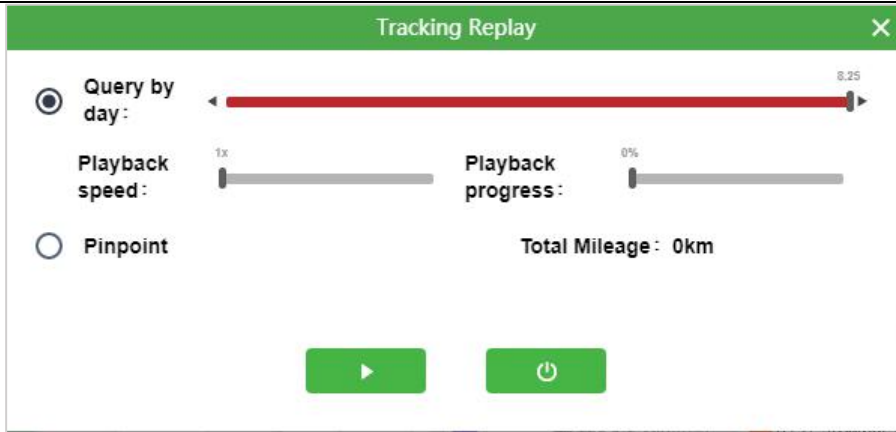 Tracking Replay
8.25
Query by
day:
1x
0%
Playback
speed:
Playback
progress:
Pinpoint
Total Mileage: 0km